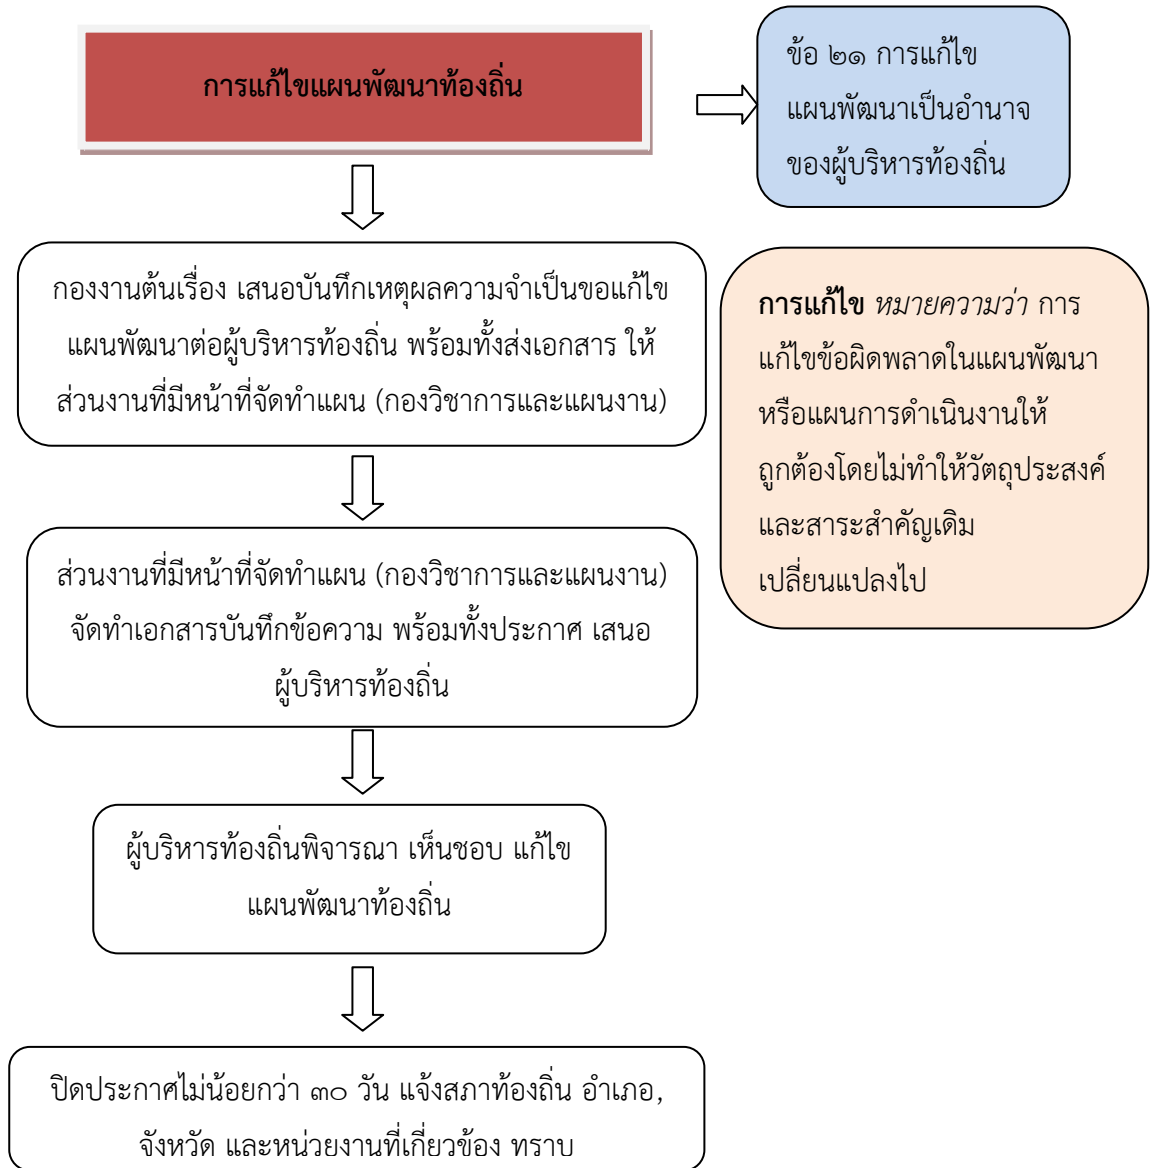 การแก้ไขแผนพัฒนาท้องถิ่น
ข้อ ๒๑ การแก้ไข
แผนพัฒนาเป็นอำนาจ
ของผู้บริหารท้องถิ่น
กองงานต้นเรื่อง เสนอบันทึกเหตุผลความจำเป็นขอแก้ไข
แผนพัฒนาต่อผู้บริหารท้องถิ่น พร้อมทั้งส่งเอกสาร ให้
ส่วนงานที่มีหน้าที่จัดทำแผน (กองวิชาการและแผนงาน)
การแก้ไข หมายความว่า การ
แก้ไขข้อผิดพลาดในแผนพัฒนา
หรือแผนการดำเนินงานให้
ถูกต้องโดยไม่ทำให้วัตถุประสงค์
และสาระสำคัญเดิม
เปลี่ยนแปลงไป
ส่วนงานที่มีหน้าที่จัดทำแผน (กองวิชาการและแผนงาน)
จัดทำเอกสารบันทึกข้อความ พร้อมทั้งประกาศ เสนอ
ผู้บริหารท้องถิ่น
ผู้บริหารท้องถิ่นพิจารณา เห็นชอบ แก้ไข
แผนพัฒนาท้องถิ่น
ปิดประกาศไม่น้อยกว่า ๓๐ วัน แจ้งสภาท้องถิ่น อำเภอ,
จังหวัด และหน่วยงานที่เกี่ยวข้อง ทราบ